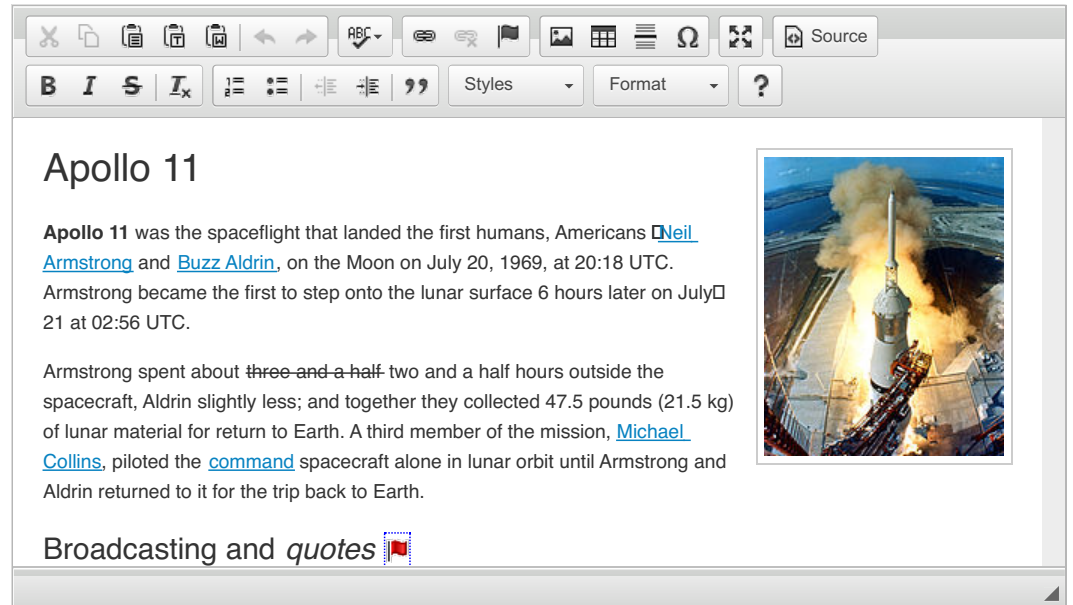 ABC
Ω
Source
B I S Ix
Styles Format ?
Apollo 11
Apollo 11 was the spaceflight that landed the first humans, Americans □Neil
Armstrong and Buzz Aldrin, on the Moon on July 20, 1969, at 20:18 UTC.
Armstrong became the first to step onto the lunar surface 6 hours later on July□
21 at 02:56 UTC.
Armstrong spent about three and a half two and a half hours outside the
spacecraft, Aldrin slightly less; and together they collected 47.5 pounds (21.5 kg)
of lunar material for return to Earth. A third member of the mission, Michael
Collins, piloted the command spacecraft alone in lunar orbit until Armstrong and
Aldrin returned to it for the trip back to Earth.
Broadcasting and quotes